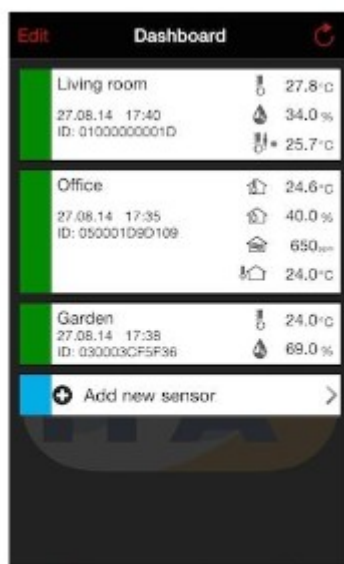 Edit Dashboard
Living room 27.8°C
27.08.14 17:40 34.0 %
ID: 01000000001D
25.7°C
Office 24.6°C
27.08.14 17:35 40.0 %
ID: 050001D9D109
650ppm
24.0°C
Garden 24.0°C
27.08.14 17:38
ID: 030003CF5F36 69.0 %
Add new sensor